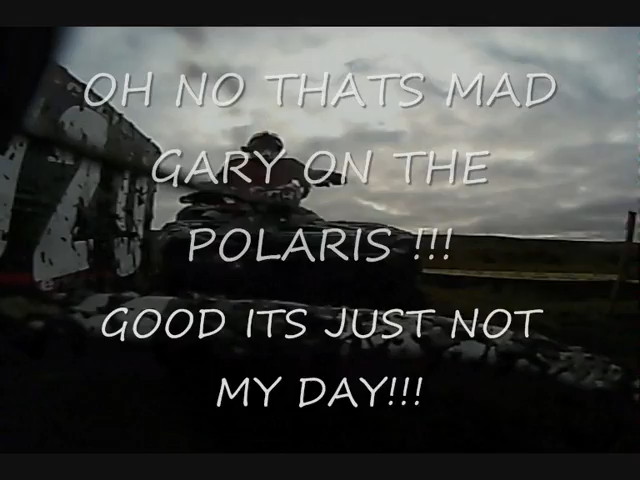 OH NO THATS MAD
GARY ON THE
POLARIS !!!
GOOD ITS JUST NOT
MY DAY!!!